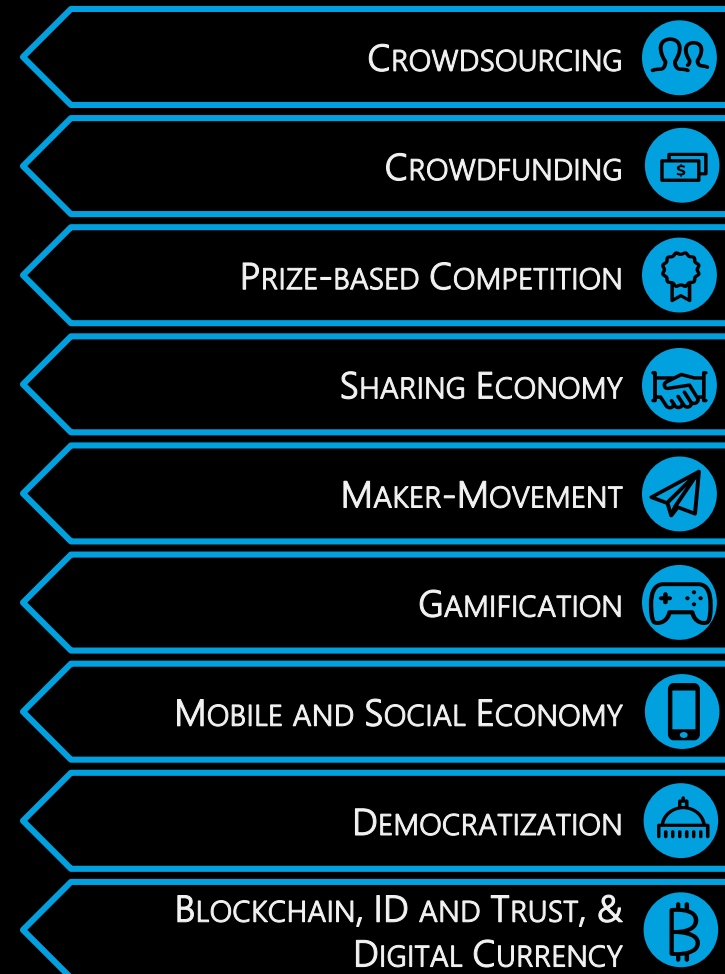 Crowdsourcing
Crowdfunding
$
Prize-based Competition
Sharing Economy
Maker-Movement
Gamification
Mobile and Social Economy
Democratization
Blockchain, ID and Trust, &
Digital Currency